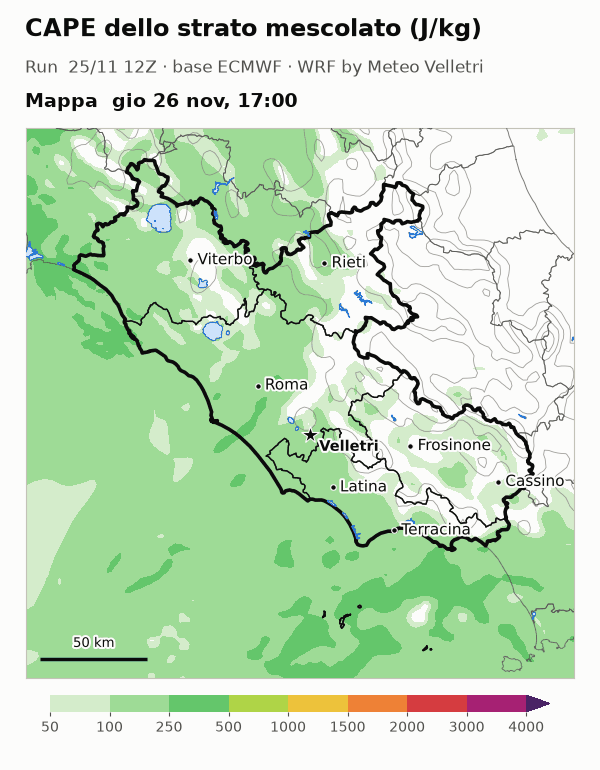 CAPE dello strato mescolato (J/kg)
Run  25/11 12Z · base ECMWF · WRF by Meteo Velletri
Mappa  gio 26 nov, 17:00
Viterbo
Rieti
Roma
Velletri
Frosinone
Latina
Cassino
Terracina
50 km
50 100 250 500 1000 1500 2000 3000 4000